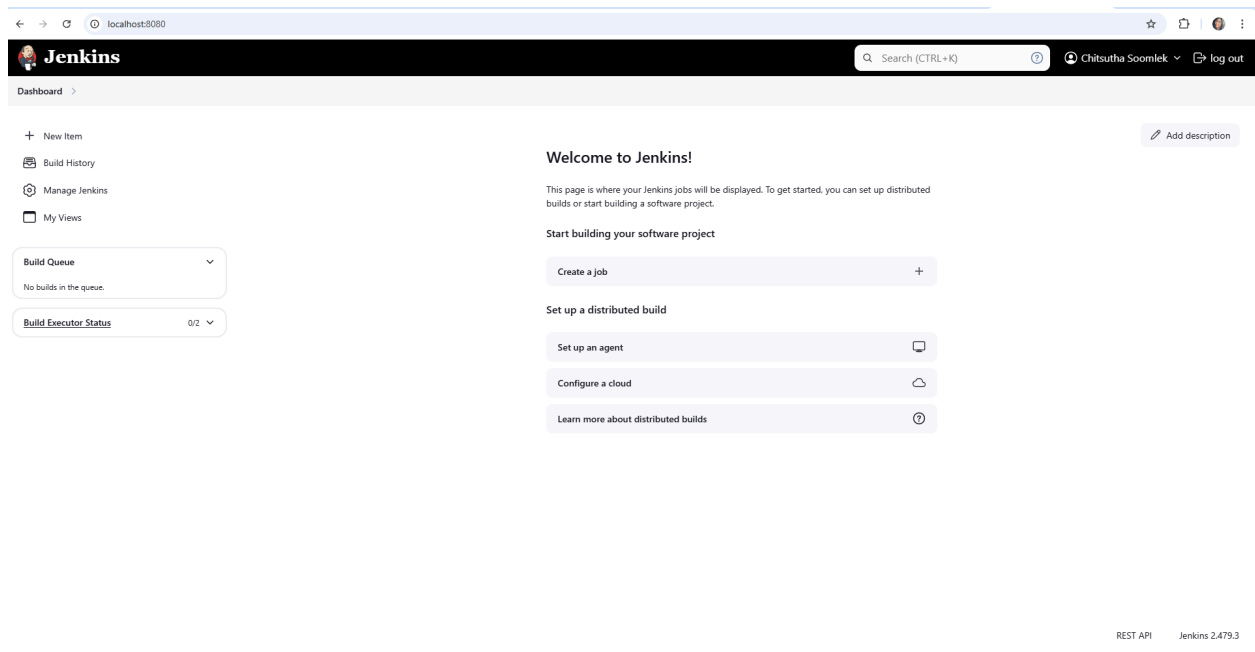 localhost:8080
Jenkins
Search (CTRL+K)
Chitsutha Soomlek
log out
Dashboard
New Item
Build History
Manage Jenkins
My Views
Build Queue
No builds in the queue.
Build Executor Status 0/2
Add description
Welcome to Jenkins!
This page is where your Jenkins jobs will be displayed. To get started, you can set up distributed
builds or start building a software project.
Start building your software project
Create a job
Set up a distributed build
Set up an agent
Configure a cloud
Learn more about distributed builds
REST API Jenkins 2.479.3